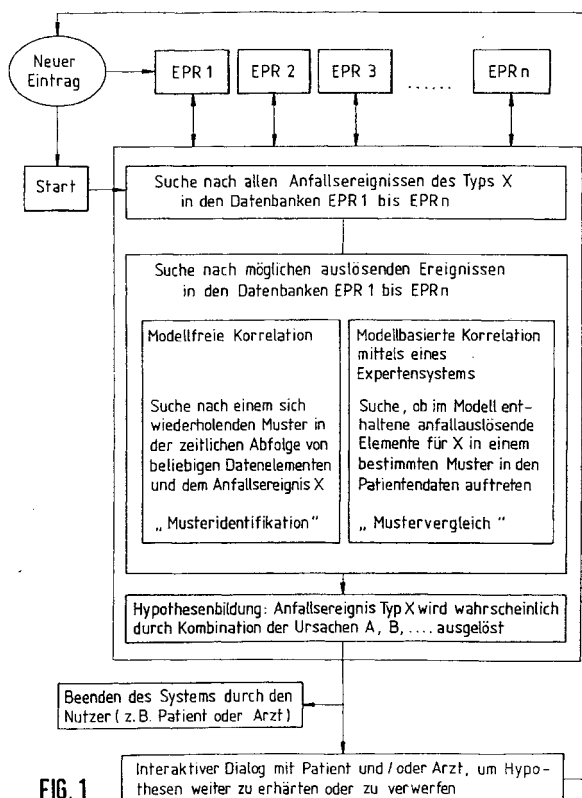 Neuer
Eintrag
EPR 1
EPR 2
EPR 3
......
EPRn
Start
Suche nach allen Anfallsereignissen des Typs X
in den Datenbanken EPR 1 bis EPRn
Suche nach möglichen auslösenden Ereignissen
in den Datenbanken EPR 1 bis EPRn
Modellfreie Korrelation
Suche nach einem sich
wiederholenden Muster in
der zeitlichen Abfolge von
beliebigen Datenelementen
und dem Anfallsereignis X
„ Musteridentifikation "
Modellbasierte Korrelation
mittels eines
Expertensystems
Suche, ob im Modell ent-
haltene anfallauslösende
Elemente für X in einem
bestimmten Muster in den
Patientendaten auftreten
„ Mustervergleich "
Hypothesenbildung: Anfallsereignis Typ X wird wahrscheinlich
durch Kombination der Ursachen A, B, .... ausgelöst
Beenden des Systems durch den
Nutzer ( z. B. Patient oder Arzt )
Interaktiver Dialog mit Patient und / oder Arzt, um Hypo-
thesen weiter zu erhärten oder zu verwerfen
FIG. 1